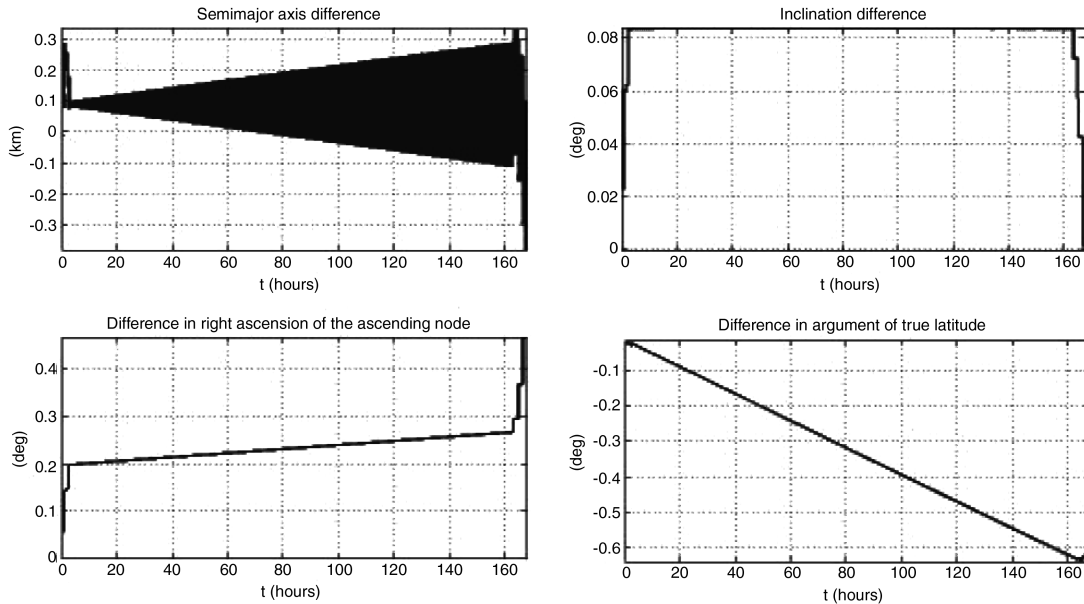 Semimajor axis difference
0.3
0.2
0.1
0
-0.1
-0.2
-0.3
(km)
0 20 40 60 80 100 120 140 160
t (hours)
Inclination difference
0.08
0.06
0.04
0.02
0
(deg)
0 20 40 60 80 100 120 140 160
t (hours)
Difference in right ascension of the ascending node
0.4
0.3
0.2
0.1
0
(deg)
0 20 40 60 80 100 120 140 160
t (hours)
Difference in argument of true latitude
-0.1
-0.2
-0.3
-0.4
-0.5
-0.6
(deg)
0 20 40 60 80 100 120 140 160
t (hours)